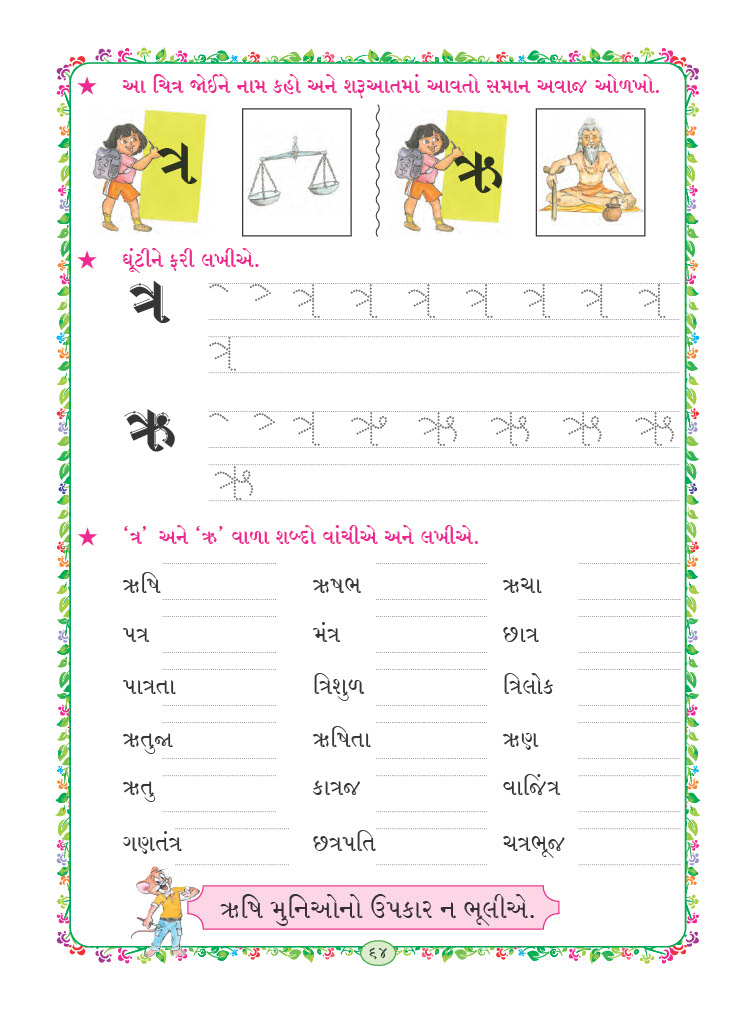 ★ આ ચિત્ર જોઈને નામ કહો અને શરૂઆતમાં આવતો સમાન અવાજ ઓળખો.
ત્ર ઋ
★ ઘૂંટીને ફરી લખીએ.
ત્ર ત્ર ત્ર ત્ર ત્ર ત્ર ત્ર ત્ર
ત્ર
ઋ ત્ર ઋ ઋ ઋ ઋ ઋ
ઋ
★ ‘ત્ર’ અને ‘ઋ’ વાળા શબ્દો વાંચીએ અને લખીએ.
ઋષિ ઋષભ ઋચા
પત્ર મંત્ર છાત્ર
પાત્રતા ત્રિશુળ ત્રિલોક
ઋતુજા ઋષિતા ઋણ
ઋતુ કાત્રજ વાજિંત્ર
ગણતંત્ર છત્રપતિ ચત્રભૂજ
ઋષિ મુનિઓનો ઉપકાર ન ભૂલીએ.
૬૪